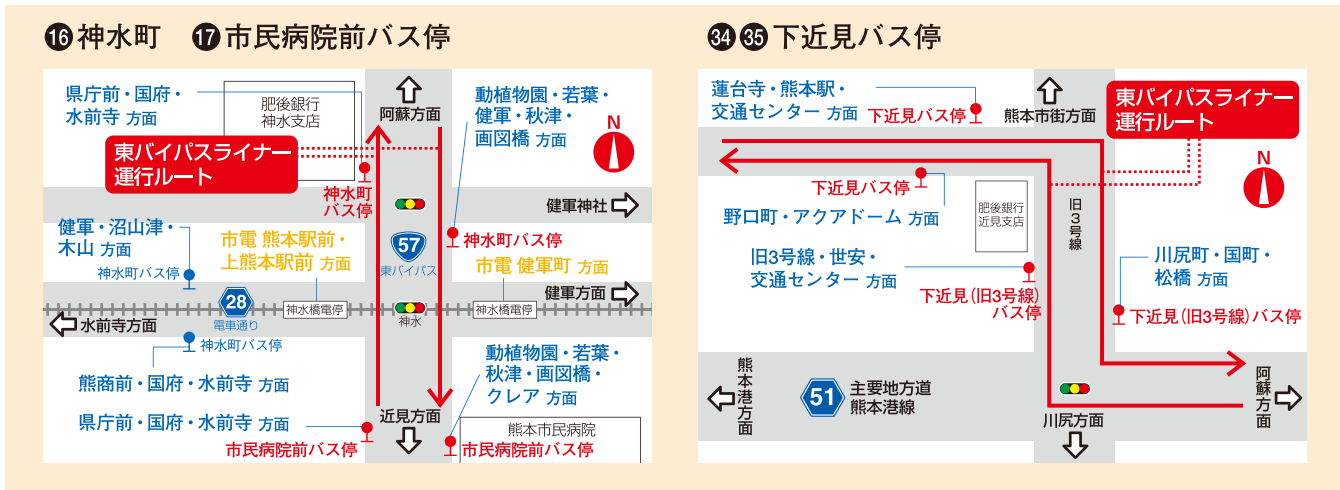 ⓰神水町 ⓱市民病院前バス停
県庁前・国府・
水前寺 方面
肥後銀行
神水支店
阿蘇方面
動植物園・若葉・
健軍・秋津・
画図橋 方面
N
東バイパスライナー
運行ルート
神水町
バス停
健軍神社
健軍・沼山津・
木山 方面
神水町バス停
市電 熊本駅前・
上熊本駅前 方面
57
東バイパス
神水町バス停
市電 健軍町 方面
健軍方面
28
電車通り
神水橋電停
神水
神水橋電停
水前寺方面
神水町バス停
熊商前・国府・水前寺 方面
動植物園・若葉・
秋津・画図橋・
クレア 方面
県庁前・国府・水前寺 方面
近見方面
市民病院前バス停
熊本市民病院
市民病院前バス停
㉞㉟下近見バス停
蓮台寺・熊本駅・
交通センター 方面
下近見バス停
熊本市街方面
東バイパスライナー
運行ルート
N
下近見バス停
野口町・アクアドーム 方面
肥後銀行
近見支店
旧3号線
旧3号線・世安・
交通センター 方面
下近見(旧3号線)
バス停
川尻町・国町・
松橋 方面
下近見(旧3号線)バス停
熊本港方面
51
主要地方道
熊本港線
川尻方面
阿蘇方面